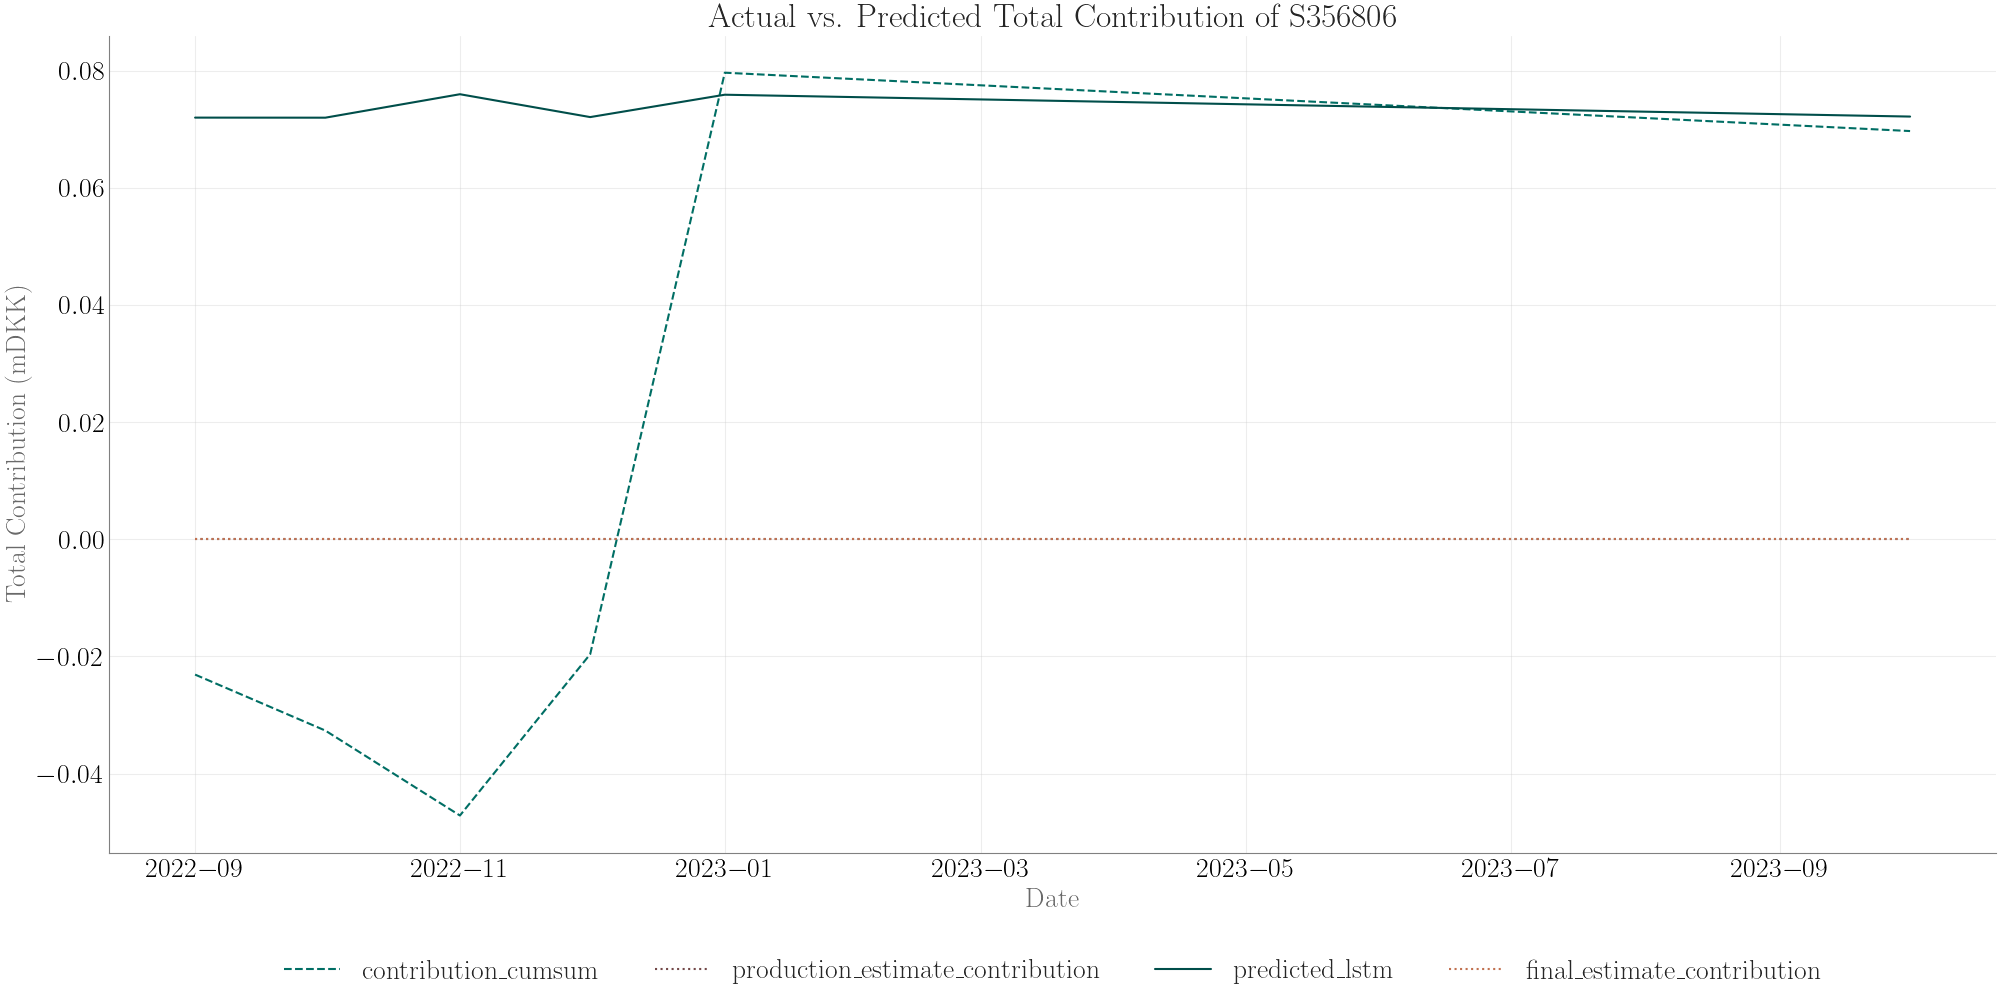 Actual vs. Predicted Total Contribution of S356806
Total Contribution (mDKK)
0.08
0.06
0.04
0.02
0.00
−0.02
−0.04
2022−09 2022−11 2023−01 2023−03 2023−05 2023−07 2023−09
Date
contribution_cumsum production_estimate_contribution predicted_lstm final_estimate_contribution